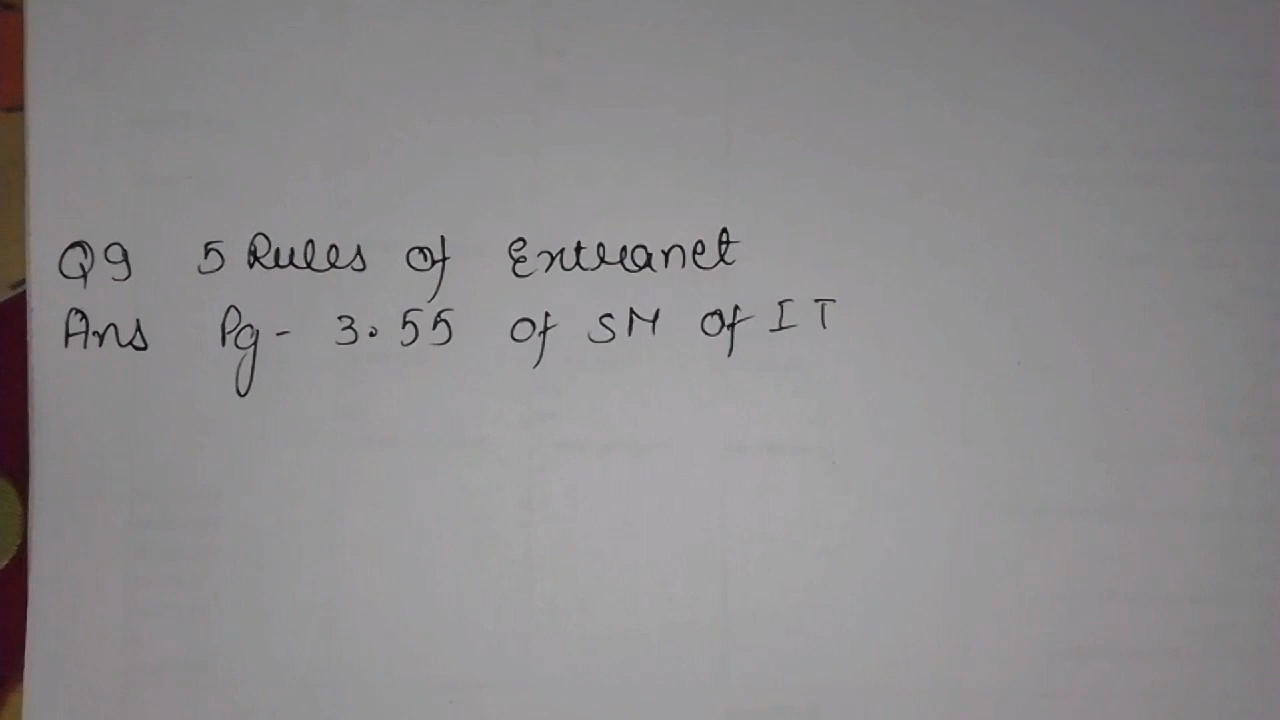 Q9 5 Rules of Extranet
Ans Pg- 3.55 of SM of IT